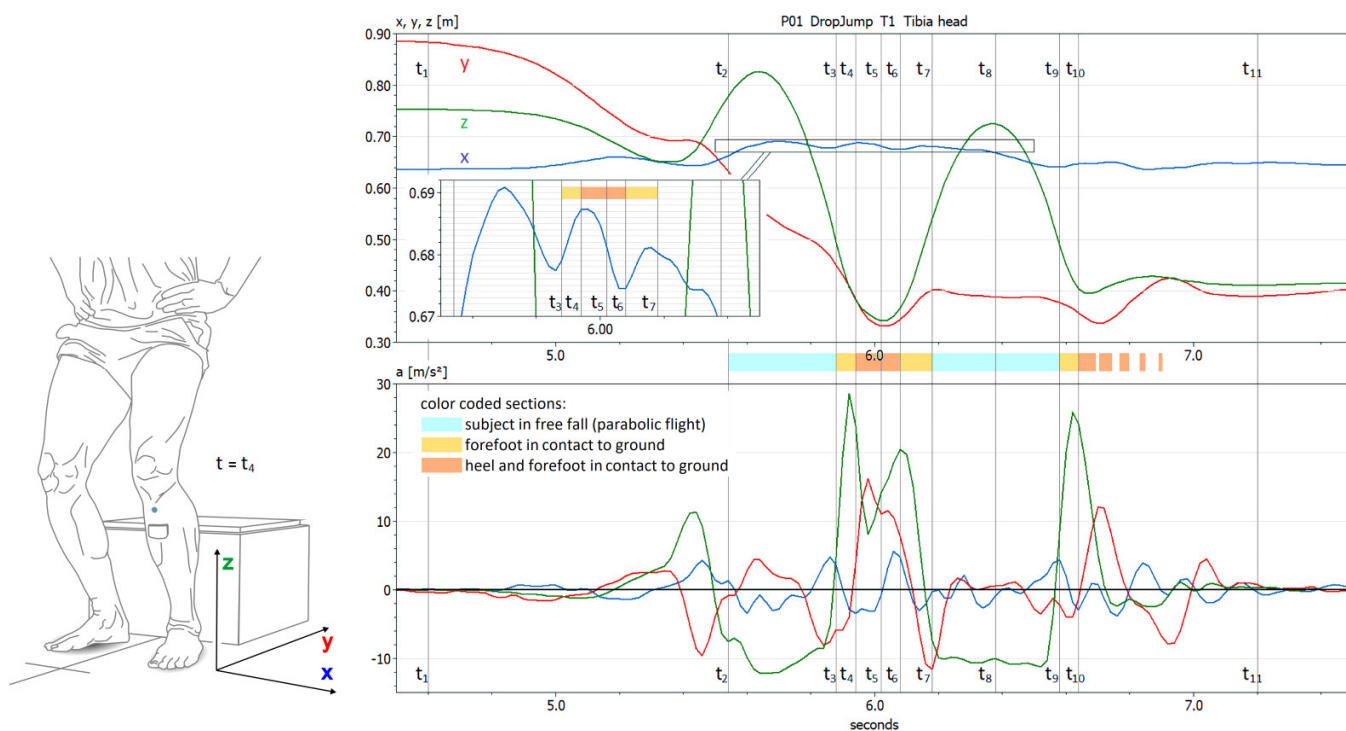 x, y, z [m]
P01 DropJump T1 Tibia head
0.90
0.80
0.70
0.60
0.50
0.40
0.30
t₁
y
z
x
t₂
t₃
t₄
t₅
t₆
t₇
t₈
t₉
t₁₀
t₁₁
0.69
0.68
0.67
t₃
t₄
t₅
t₆
t₇
6.00
5.0
6.0
7.0
a [m/s²]
30
20
10
0
-10
color coded sections:
subject in free fall (parabolic flight)
forefoot in contact to ground
heel and forefoot in contact to ground
t₁
t₂
t₃
t₄
t₅
t₆
t₇
t₈
t₉
t₁₀
t₁₁
5.0
6.0
7.0
seconds
t = t₄
z
y
x